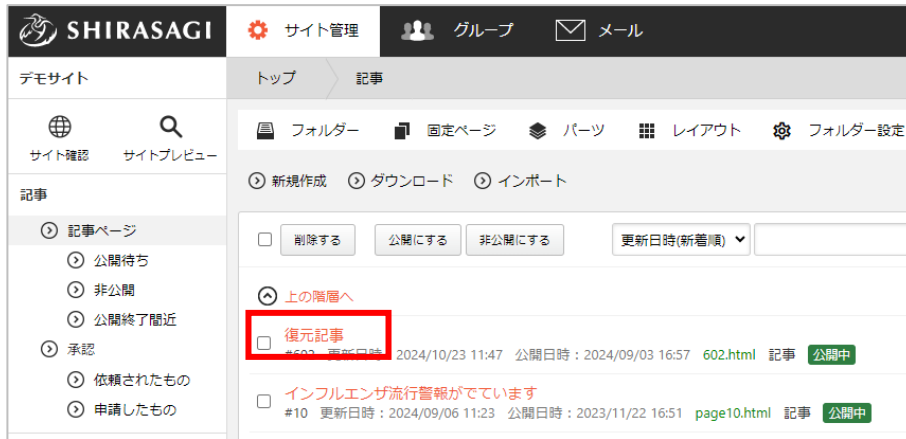 SHIRASAGI サイト管理 グループ メール
デモサイト トップ 記事
サイト確認 サイトプレビュー
フォルダー 固定ページ パーツ レイアウト フォルダー設定
新規作成 ダウンロード インポート
記事
記事ページ
公開待ち
非公開
公開終了間近
承認
依頼されたもの
申請したもの
削除する 公開にする 非公開にする 更新日時(新着順)
上の階層へ
復元記事
#602 更新日時:2024/10/23 11:47 公開日時:2024/09/03 16:57 602.html 記事 公開中
インフルエンザ流行警報がでています
#10 更新日時:2024/09/06 11:23 公開日時:2023/11/22 16:51 page10.html 記事 公開中